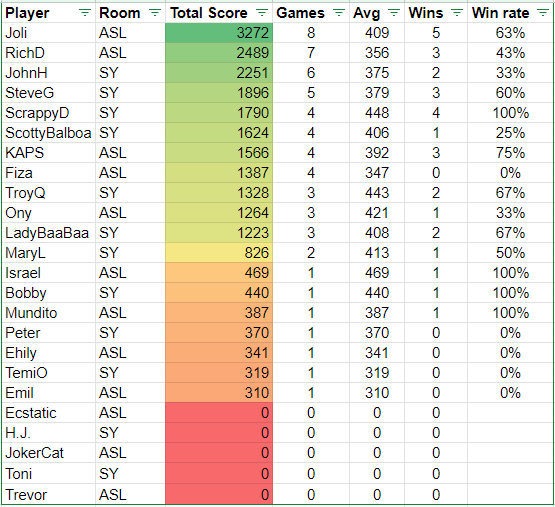 Player Room Total Score Games Avg Wins Win rate
Joli ASL 3272 8 409 5 63%
RichD ASL 2489 7 356 3 43%
JohnH SY 2251 6 375 2 33%
SteveG SY 1896 5 379 3 60%
ScrappyD SY 1790 4 448 4 100%
ScottyBalboa SY 1624 4 406 1 25%
KAPS ASL 1566 4 392 3 75%
Fiza ASL 1387 4 347 0 0%
TroyQ SY 1328 3 443 2 67%
Ony ASL 1264 3 421 1 33%
LadyBaaBaa SY 1223 3 408 2 67%
MaryL SY 826 2 413 1 50%
Israel ASL 469 1 469 1 100%
Bobby SY 440 1 440 1 100%
Mundito ASL 387 1 387 1 100%
Peter SY 370 1 370 0 0%
Ehily ASL 341 1 341 0 0%
TemiO SY 319 1 319 0 0%
Emil ASL 310 1 310 0 0%
Ecstatic ASL 0 0 0 0
H.J. SY 0 0 0 0
JokerCat ASL 0 0 0 0
Toni SY 0 0 0 0
Trevor ASL 0 0 0 0